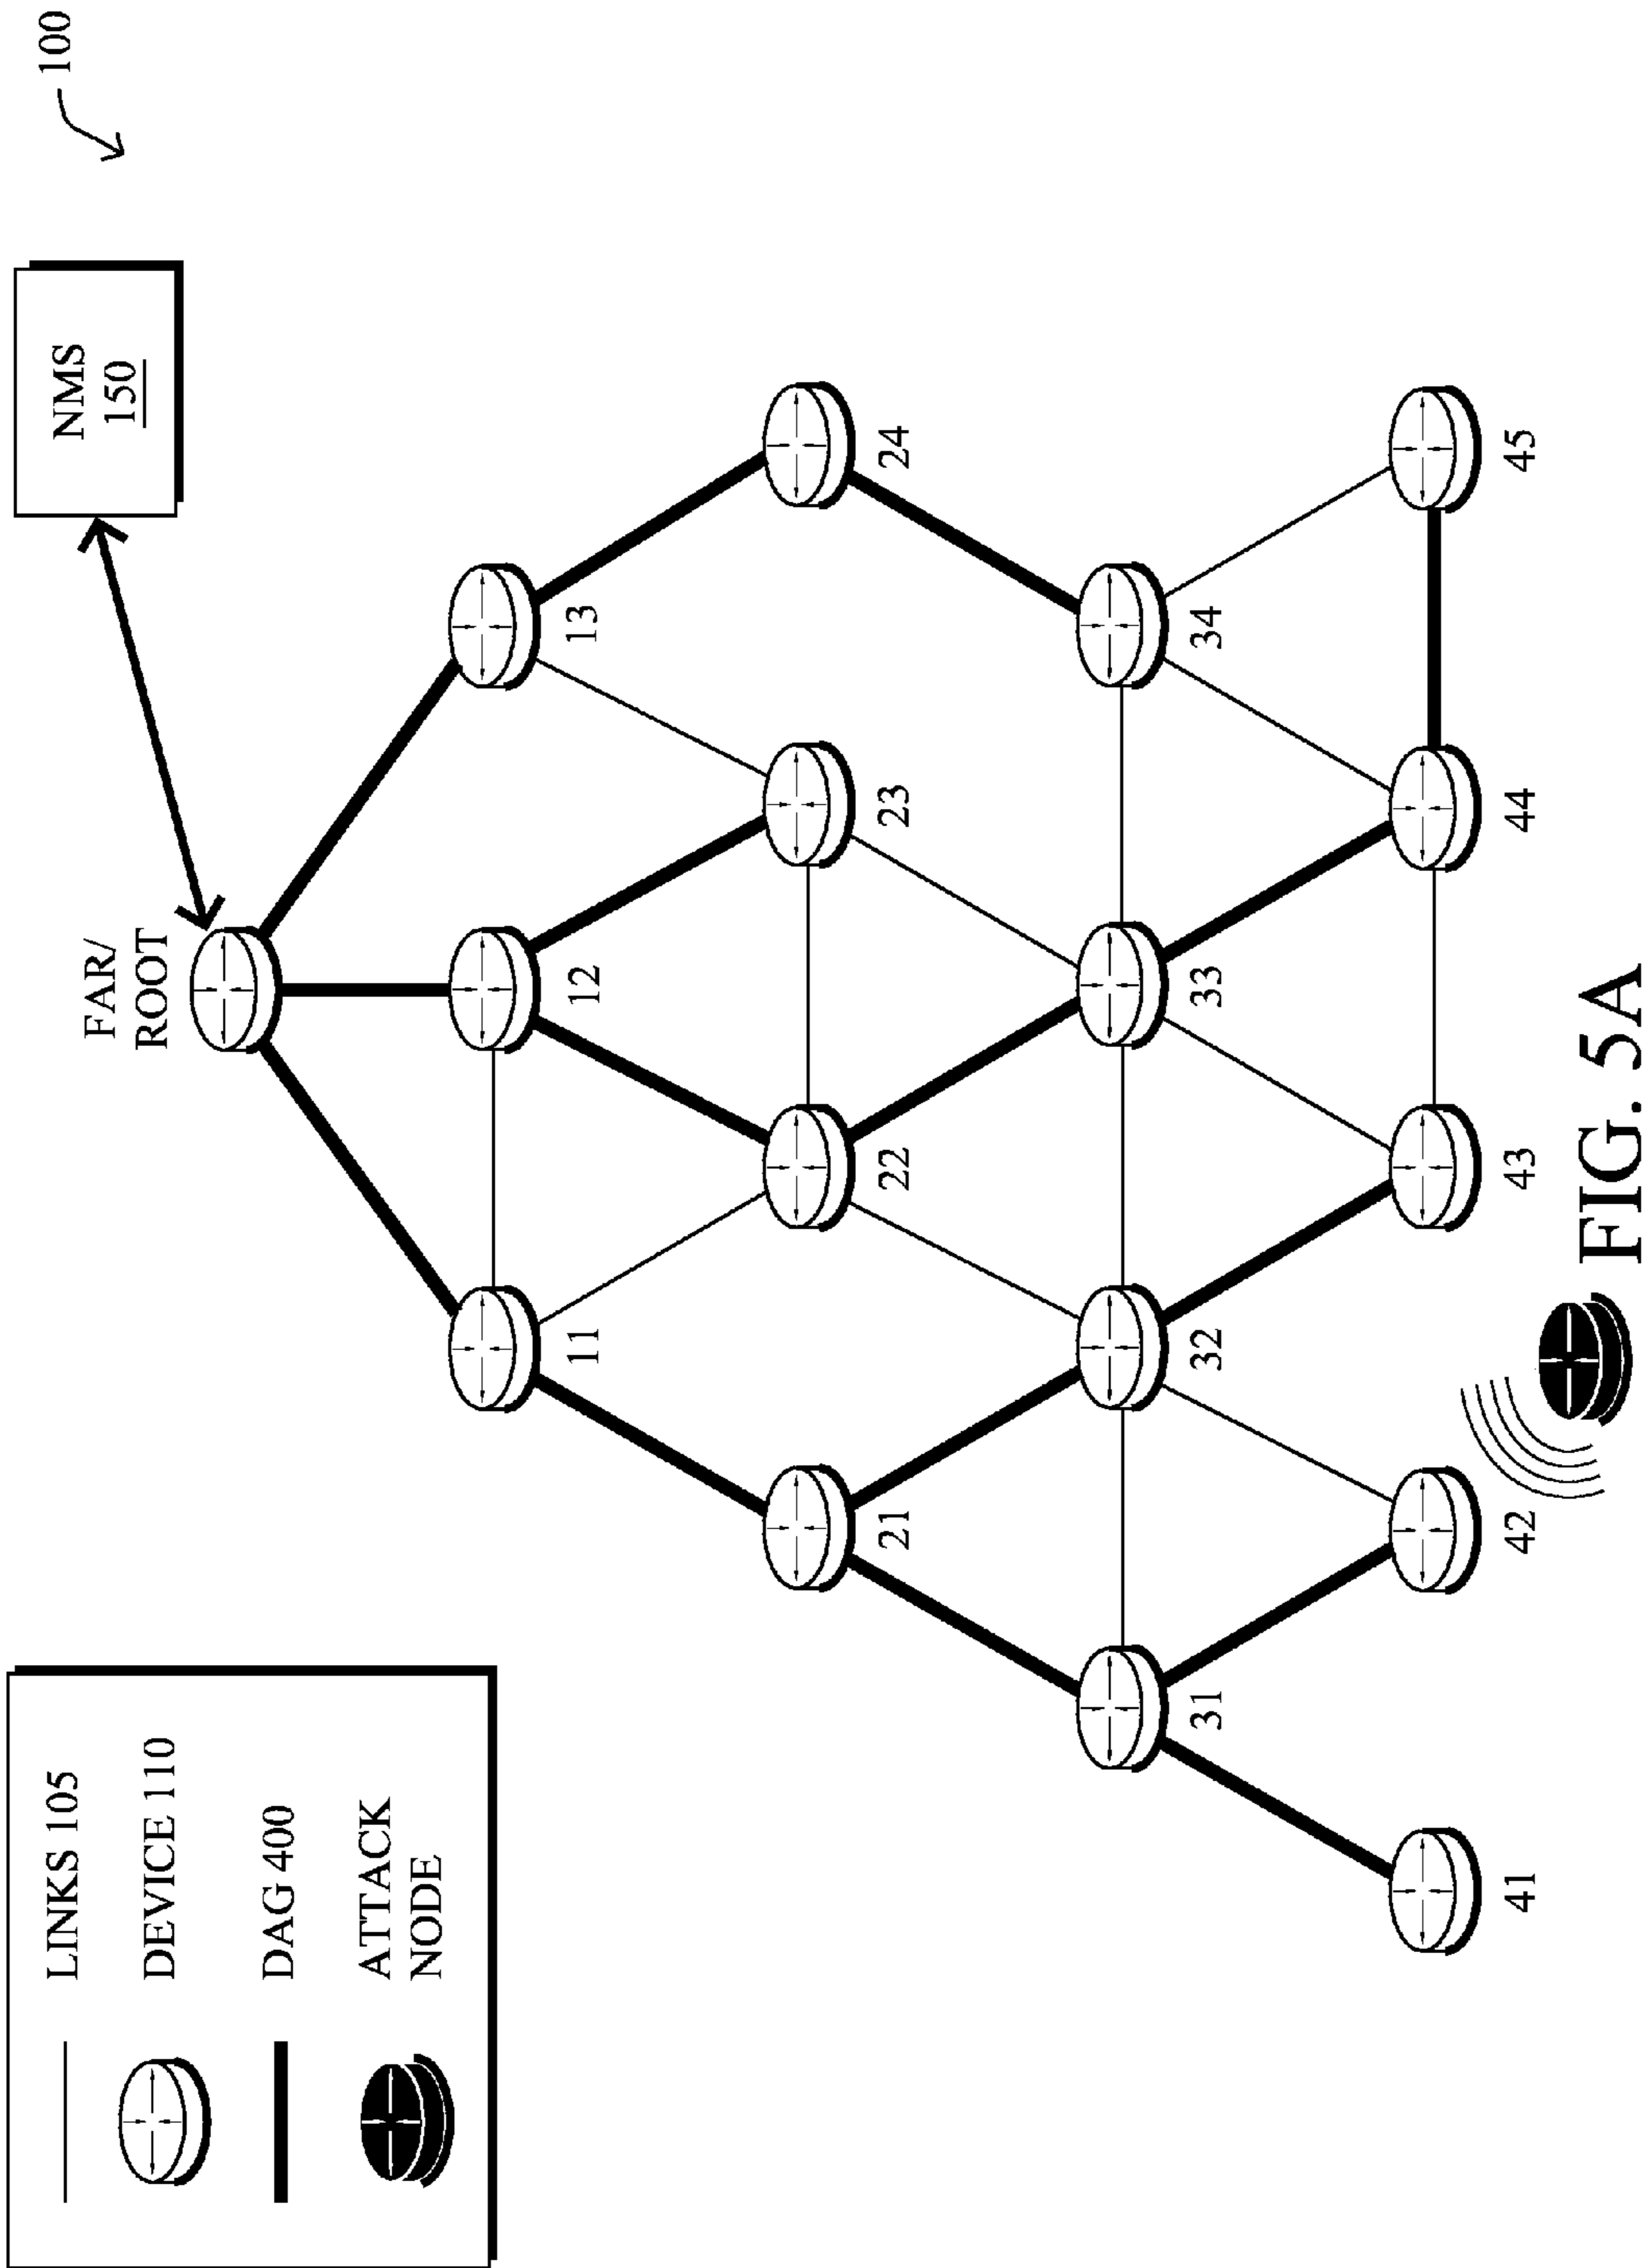 100
NMS
150
FAR/
ROOT
LINKS 105
DEVICE 110
DAG 400
ATTACK
NODE
11
12
13
21
22
23
24
31
32
33
34
41
42
43
44
45
FIG. 5A